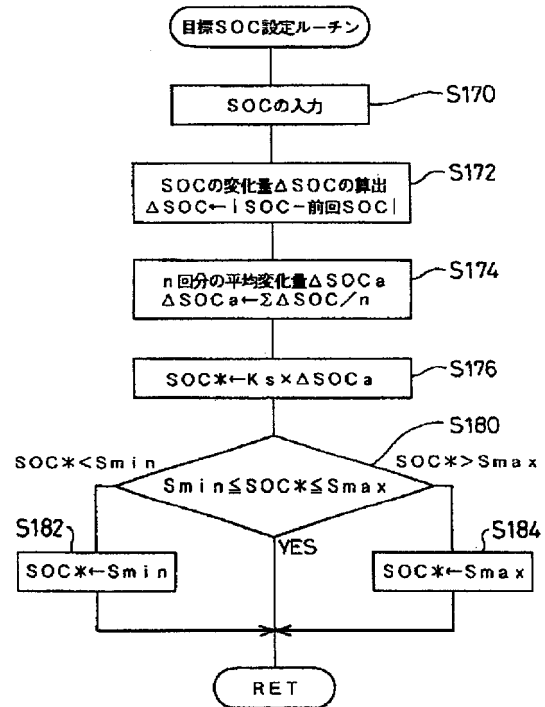 目標SOC設定ルーチン
SOCの入力
S170
SOCの変化量ΔSOCの算出
ΔSOC←|SOC−前回SOC|
S172
n回分の平均変化量ΔSOCa
ΔSOCa←ΣΔSOC／n
S174
SOC*←Ks×ΔSOCa
S176
S180
SOC*<Smin
SOC*>Smax
Smin≦SOC*≦Smax
S182
YES
S184
SOC*←Smin
SOC*←Smax
RET